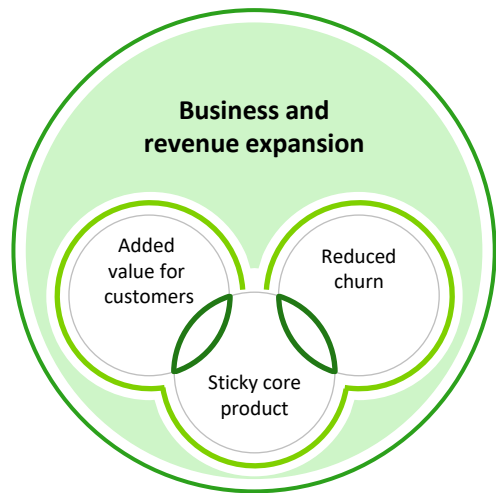 Business and
revenue expansion
Added
value for
customers
Reduced
churn
Sticky core
product